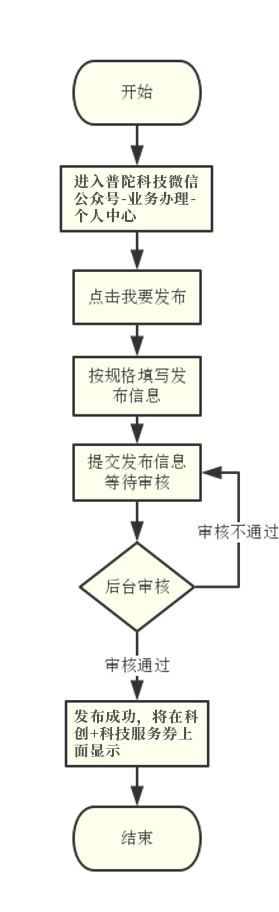 开始
进入普陀科技微信
公众号-业务办理-
个人中心
点击我要发布
按规格填写发
布信息
提交发布信息
等待审核
审核不通过
后台审核
审核通过
发布成功，将在科
创+科技服务券上
面显示
结束